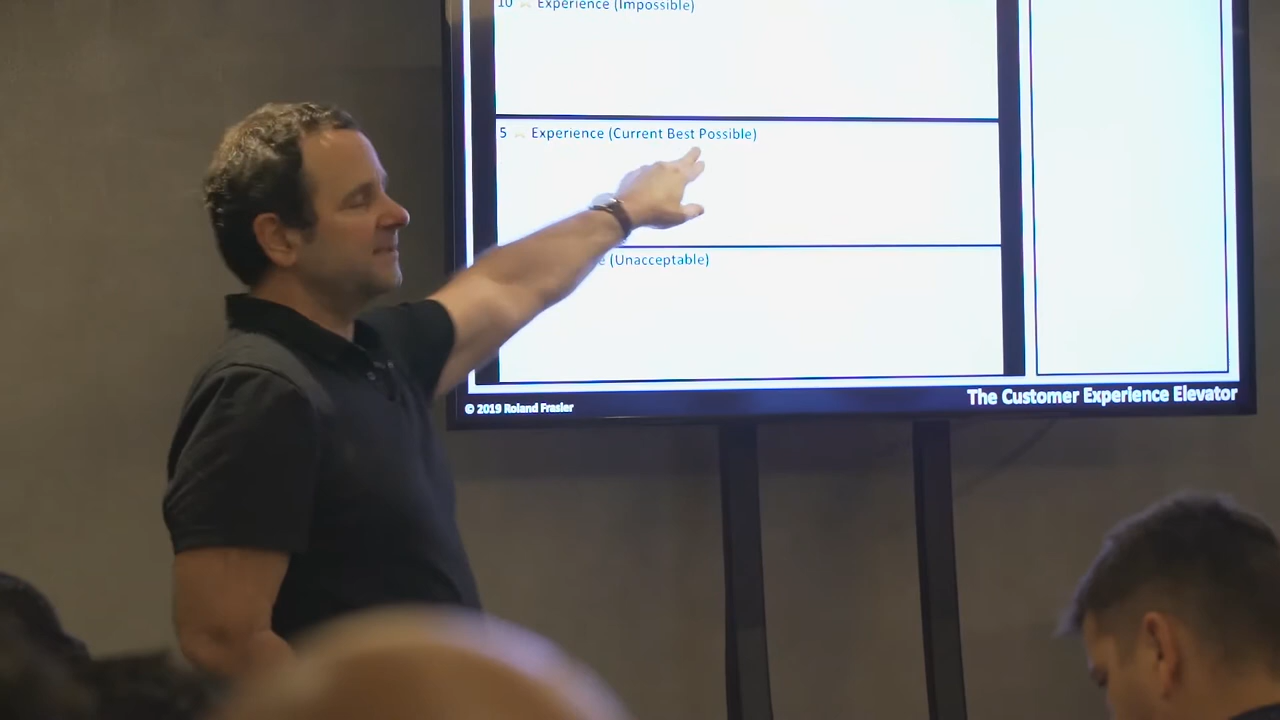 10 Experience (Impossible)
5 Experience (Current Best Possible)
e (Unacceptable)
© 2019 Roland Frasier
The Customer Experience Elevator